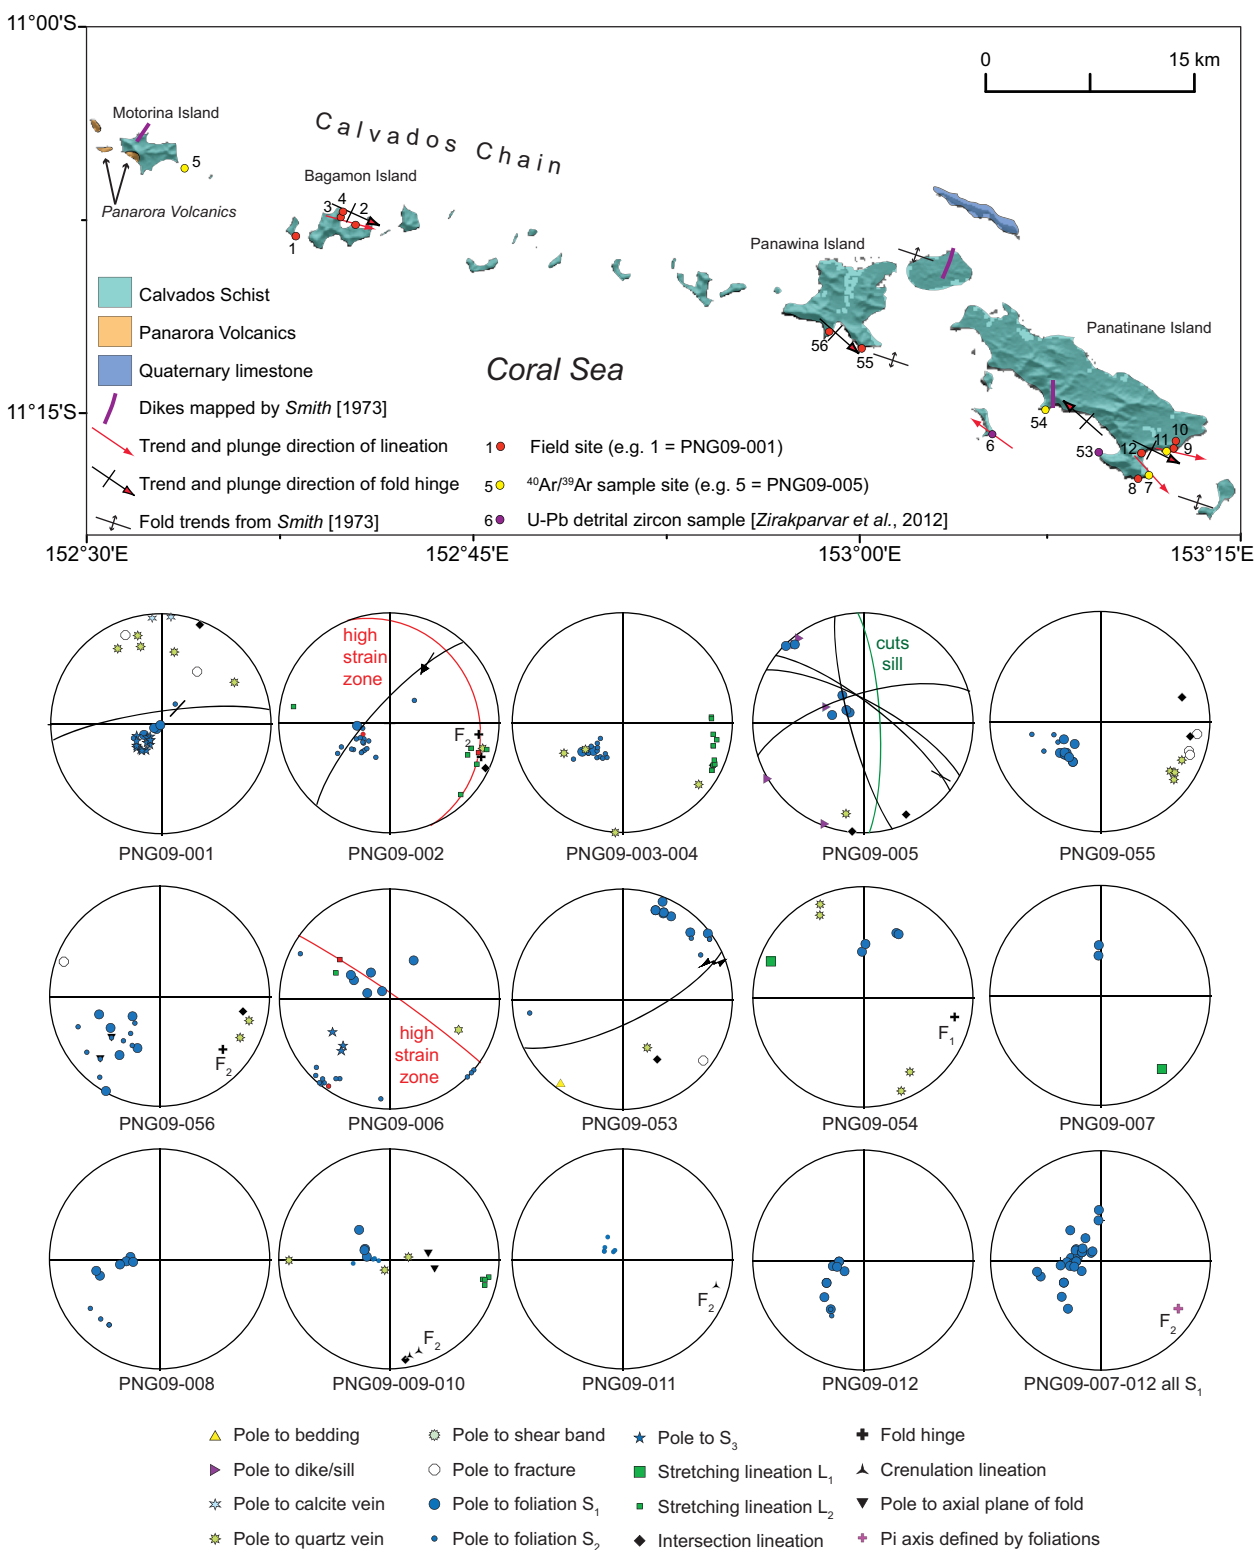 11°00'S
0 15 km
Motorina Island
Calvados Chain
5
Bagamon Island
Panarora Volcanics
4
3 2
1
Panawina Island
Calvados Schist
Panarora Volcanics
Panatinane Island
56
55
Quaternary limestone
Coral Sea
Dikes mapped by Smith [1973]
11°15'S
54
10
Trend and plunge direction of lineation
1 Field site (e.g. 1 = PNG09-001)
6
53
12 11 9
Trend and plunge direction of fold hinge
5 ⁴⁰Ar/³⁹Ar sample site (e.g. 5 = PNG09-005)
8 7
Fold trends from Smith [1973]
6 U-Pb detrital zircon sample [Zirakparvar et al., 2012]
152°30'E 152°45'E 153°00'E 153°15'E
high
strain
zone
F₂
cuts
sill
PNG09-001 PNG09-002 PNG09-003-004 PNG09-005 PNG09-055
F₂
high
strain
zone
F₁
PNG09-056 PNG09-006 PNG09-053 PNG09-054 PNG09-007
F₂
F₂
F₂
PNG09-008 PNG09-009-010 PNG09-011 PNG09-012 PNG09-007-012 all S₁
Pole to bedding Pole to shear band Pole to S₃ Fold hinge
Pole to dike/sill Pole to fracture Stretching lineation L₁ Crenulation lineation
Pole to calcite vein Pole to foliation S₁ Stretching lineation L₂ Pole to axial plane of fold
Pole to quartz vein Pole to foliation S₂ Intersection lineation Pi axis defined by foliations